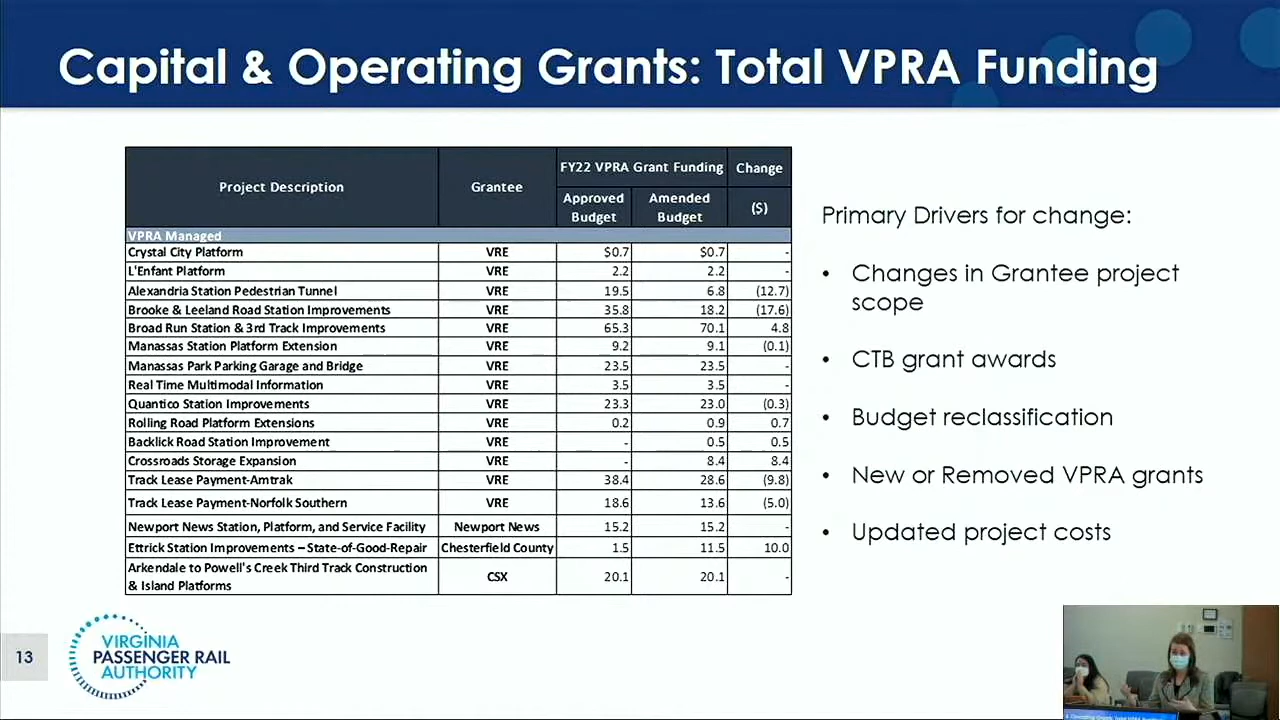 Capital & Operating Grants: Total VPRA Funding
Project Description Grantee FY22 VPRA Grant Funding Change
Approved Budget Amended Budget ($)
VPRA Managed
Crystal City Platform VRE $0.7 $0.7 -
L'Enfant Platform VRE 2.2 2.2 -
Alexandria Station Pedestrian Tunnel VRE 19.5 6.8 (12.7)
Brooke & Leeland Road Station Improvements VRE 35.8 18.2 (17.6)
Broad Run Station & 3rd Track Improvements VRE 65.3 70.1 4.8
Manassas Station Platform Extension VRE 9.2 9.1 (0.1)
Manassas Park Parking Garage and Bridge VRE 23.5 23.5 -
Real Time Multimodal Information VRE 3.5 3.5 -
Quantico Station Improvements VRE 23.3 23.0 (0.3)
Rolling Road Platform Extensions VRE 0.2 0.9 0.7
Backlick Road Station Improvement VRE - 0.5 0.5
Crossroads Storage Expansion VRE - 8.4 8.4
Track Lease Payment-Amtrak VRE 38.4 28.6 (9.8)
Track Lease Payment-Norfolk Southern VRE 18.6 13.6 (5.0)
Newport News Station, Platform, and Service Facility Newport News 15.2 15.2 -
Ettrick Station Improvements – State-of-Good-Repair Chesterfield County 1.5 11.5 10.0
Arkendale to Powell's Creek Third Track Construction
& Island Platforms CSX 20.1 20.1 -
Primary Drivers for change:
• Changes in Grantee project
scope
• CTB grant awards
• Budget reclassification
• New or Removed VPRA grants
• Updated project costs
13
VIRGINIA
PASSENGER RAIL
AUTHORITY